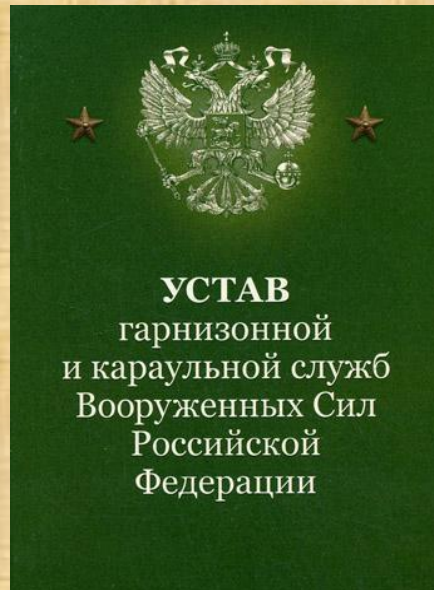 УСТАВ
гарнизонной
и караульной служб
Вооруженных Сил
Российской
Федерации